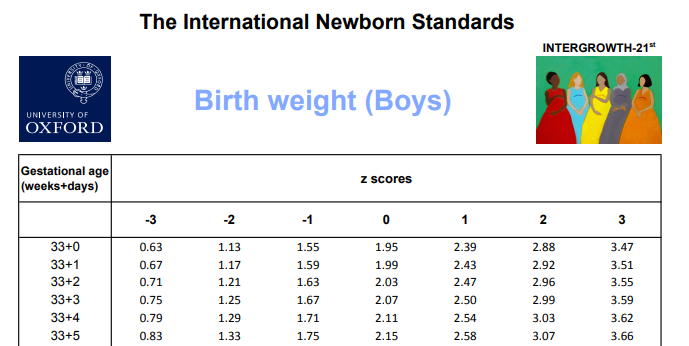 The International Newborn Standards
INTERGROWTH-21st
UNIVERSITY OF
OXFORD
Birth weight (Boys)
Gestational age
(weeks+days)
z scores
-3 -2 -1 0 1 2 3
33+0 0.63 1.13 1.55 1.95 2.39 2.88 3.47
33+1 0.67 1.17 1.59 1.99 2.43 2.92 3.51
33+2 0.71 1.21 1.63 2.03 2.47 2.96 3.55
33+3 0.75 1.25 1.67 2.07 2.50 2.99 3.59
33+4 0.79 1.29 1.71 2.11 2.54 3.03 3.62
33+5 0.83 1.33 1.75 2.15 2.58 3.07 3.66